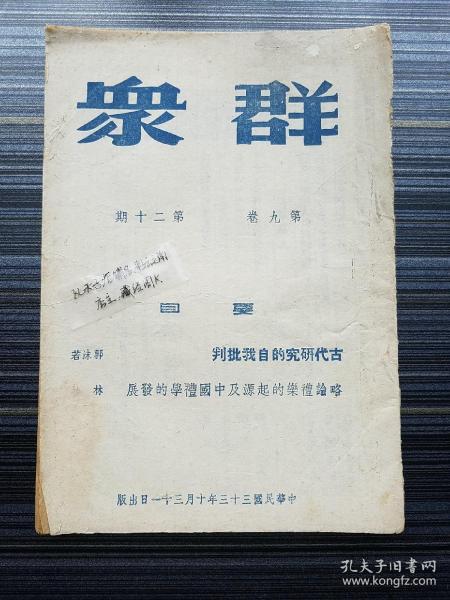 群衆
第九卷 第二十期
要目
古代研究的自我批判 郭沫若
略論禮樂的起源及中國禮學的發展 林
中華民國三十三年十月三十一日出版
孔夫子旧书网
www.kongfz.com